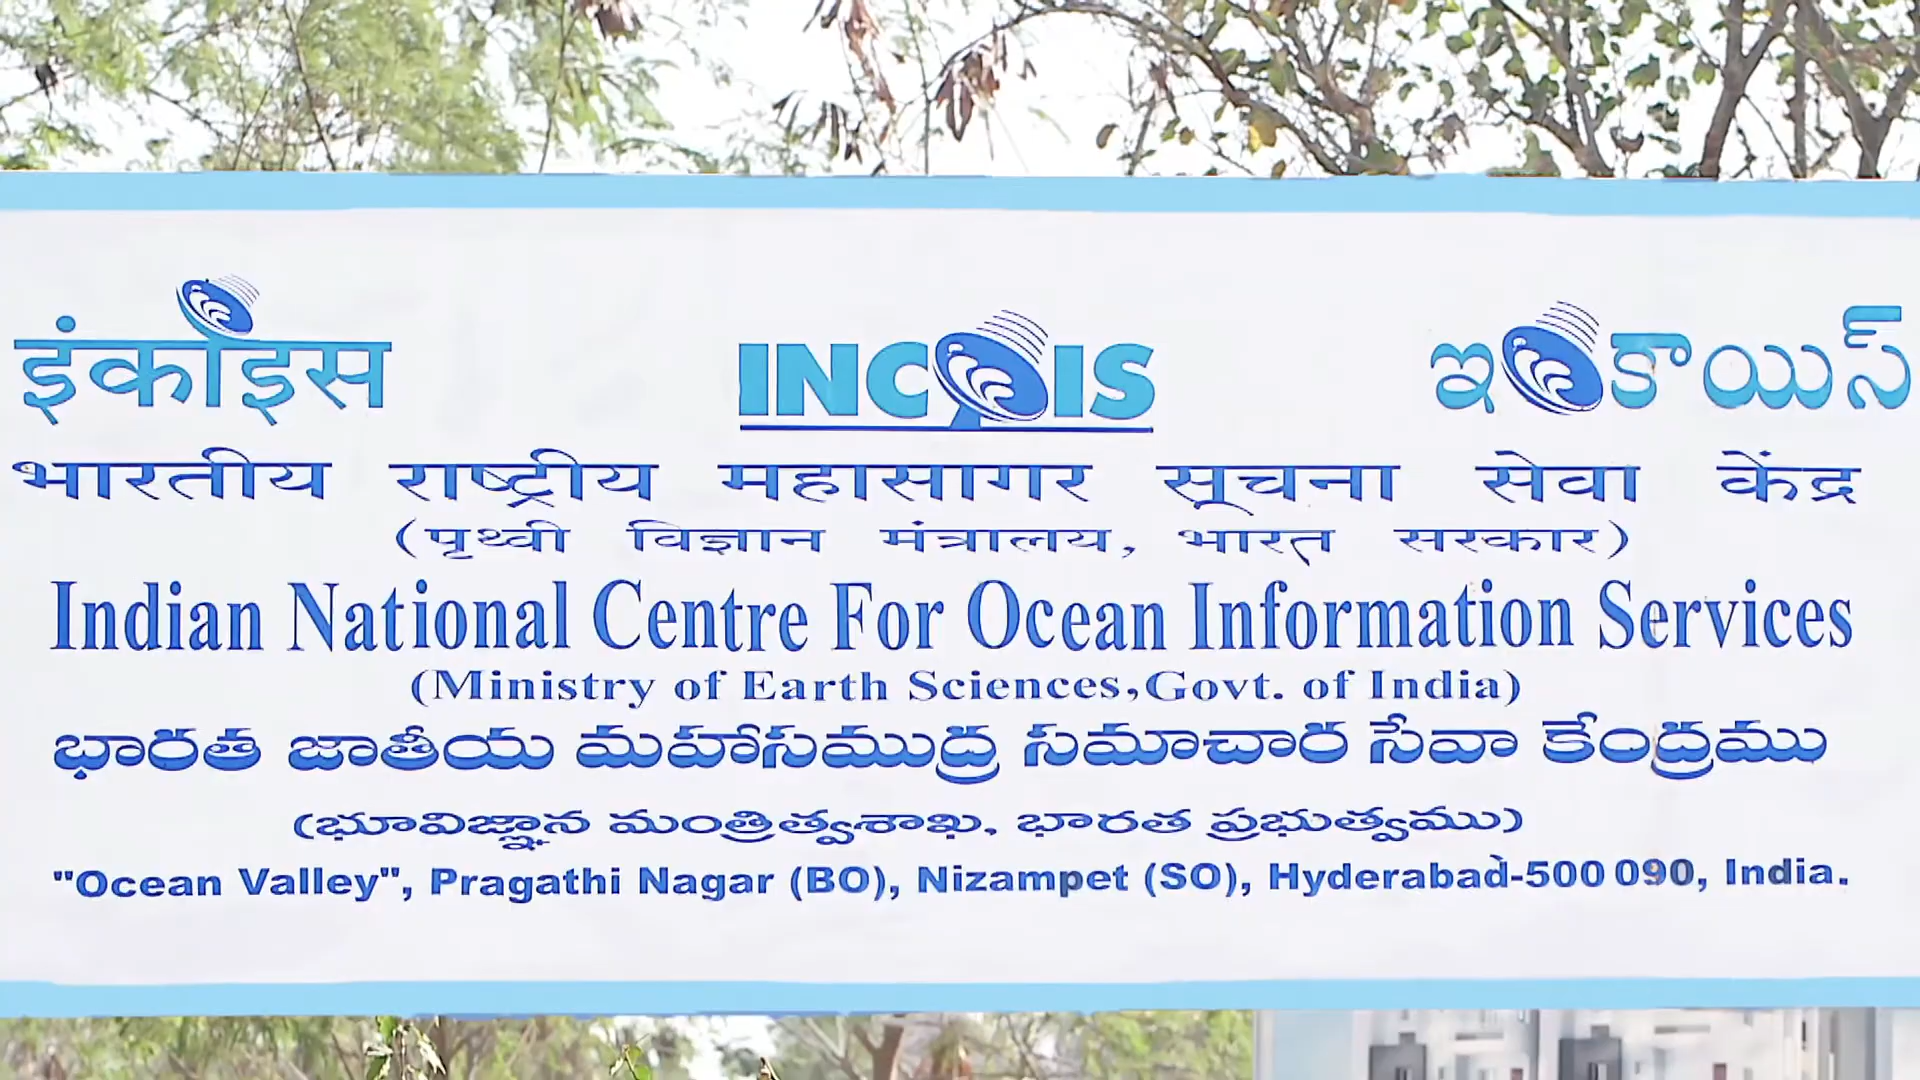 इंकॉइस INCOIS ఇంకాయిస్
भारतीय राष्ट्रीय महासागर सूचना सेवा केंद्र
(पृथ्वी विज्ञान मंत्रालय, भारत सरकार)
Indian National Centre For Ocean Information Services
(Ministry of Earth Sciences,Govt. of India)
భారత జాతీయ మహాసముద్ర సమాచార సేవా కేంద్రము
(భూవిజ్ఞాన మంత్రిత్వశాఖ, భారత ప్రభుత్వము)
"Ocean Valley", Pragathi Nagar (BO), Nizampet (SO), Hyderabad-500 090, India.